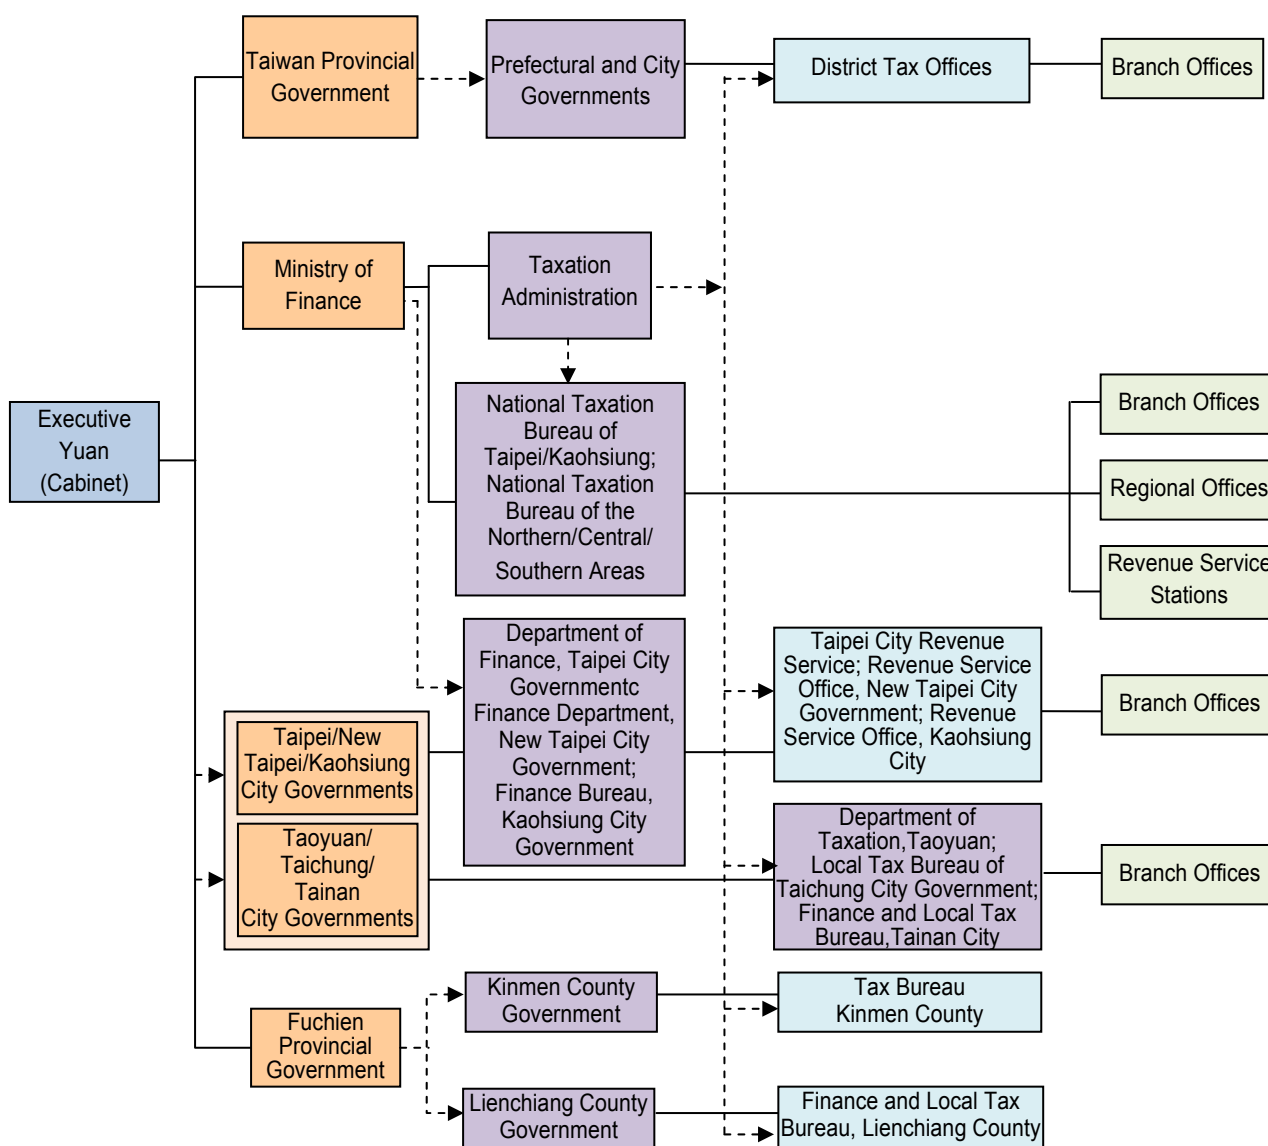 Taiwan Provincial
Government
Prefectural and City
Governments
District Tax Offices
Branch Offices
Ministry of
Finance
Taxation
Administration
Executive
Yuan
(Cabinet)
National Taxation
Bureau of
Taipei/Kaohsiung;
National Taxation
Bureau of the
Northern/Central/
Southern Areas
Branch Offices
Regional Offices
Revenue Service
Stations
Taipei/New
Taipei/Kaohsiung
City Governments
Department of
Finance, Taipei City
Governmentc
Finance Department,
New Taipei City
Government;
Finance Bureau,
Kaohsiung City
Government
Taipei City Revenue
Service; Revenue Service
Office, New Taipei City
Government; Revenue
Service Office, Kaohsiung
City
Branch Offices
Taoyuan/
Taichung/
Tainan
City Governments
Department of
Taxation,Taoyuan;
Local Tax Bureau of
Taichung City Government;
Finance and Local Tax
Bureau,Tainan City
Branch Offices
Fuchien
Provincial
Government
Kinmen County
Government
Tax Bureau
Kinmen County
Lienchiang County
Government
Finance and Local Tax
Bureau, Lienchiang County